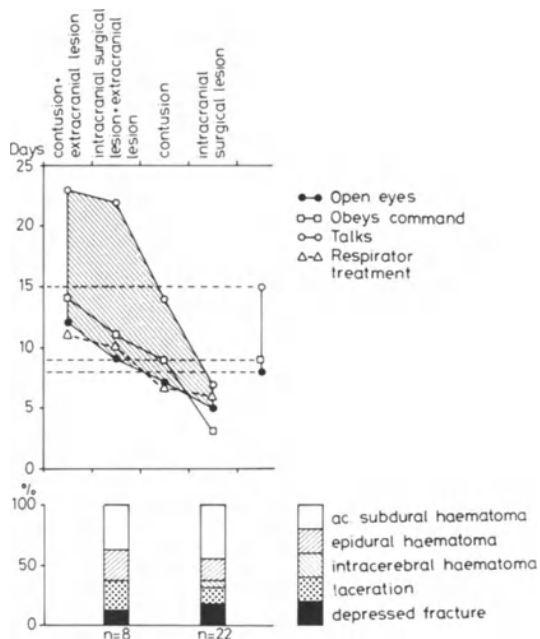 contusion+
extracranial lesion
intracranial surgical
lesion+extracranial
lesion
contusion
intracranial
surgical lesion
Days
25
20
15
10
5
0
Open eyes
Obeys command
Talks
Respirator
treatment
%
100
50
0
n=8
n=22
ac. subdural haematoma
epidural haematoma
intracerebral haematoma
laceration
depressed fracture